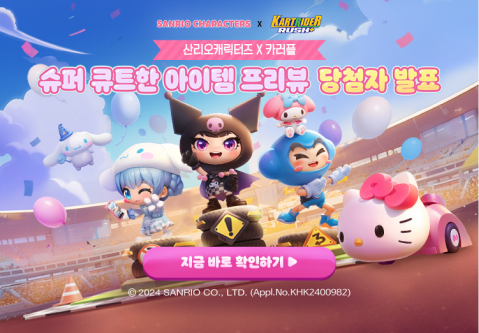 SANRIO CHARACTERS X KARTRIDER RUSH+
산리오캐릭터즈 X 카러플
슈퍼 큐트한 아이템 프리뷰 당첨자 발표
3
지금 바로 확인하기 ▶
© 2024 SANRIO CO., LTD. (Appl.No.KHK2400982)